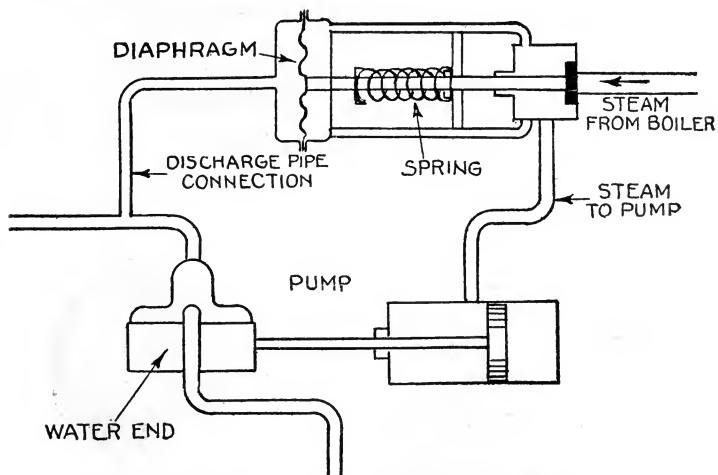 DIAPHRAGM
STEAM
FROM BOILER
DISCHARGE PIPE
CONNECTION
SPRING
STEAM
TO PUMP
PUMP
WATER END